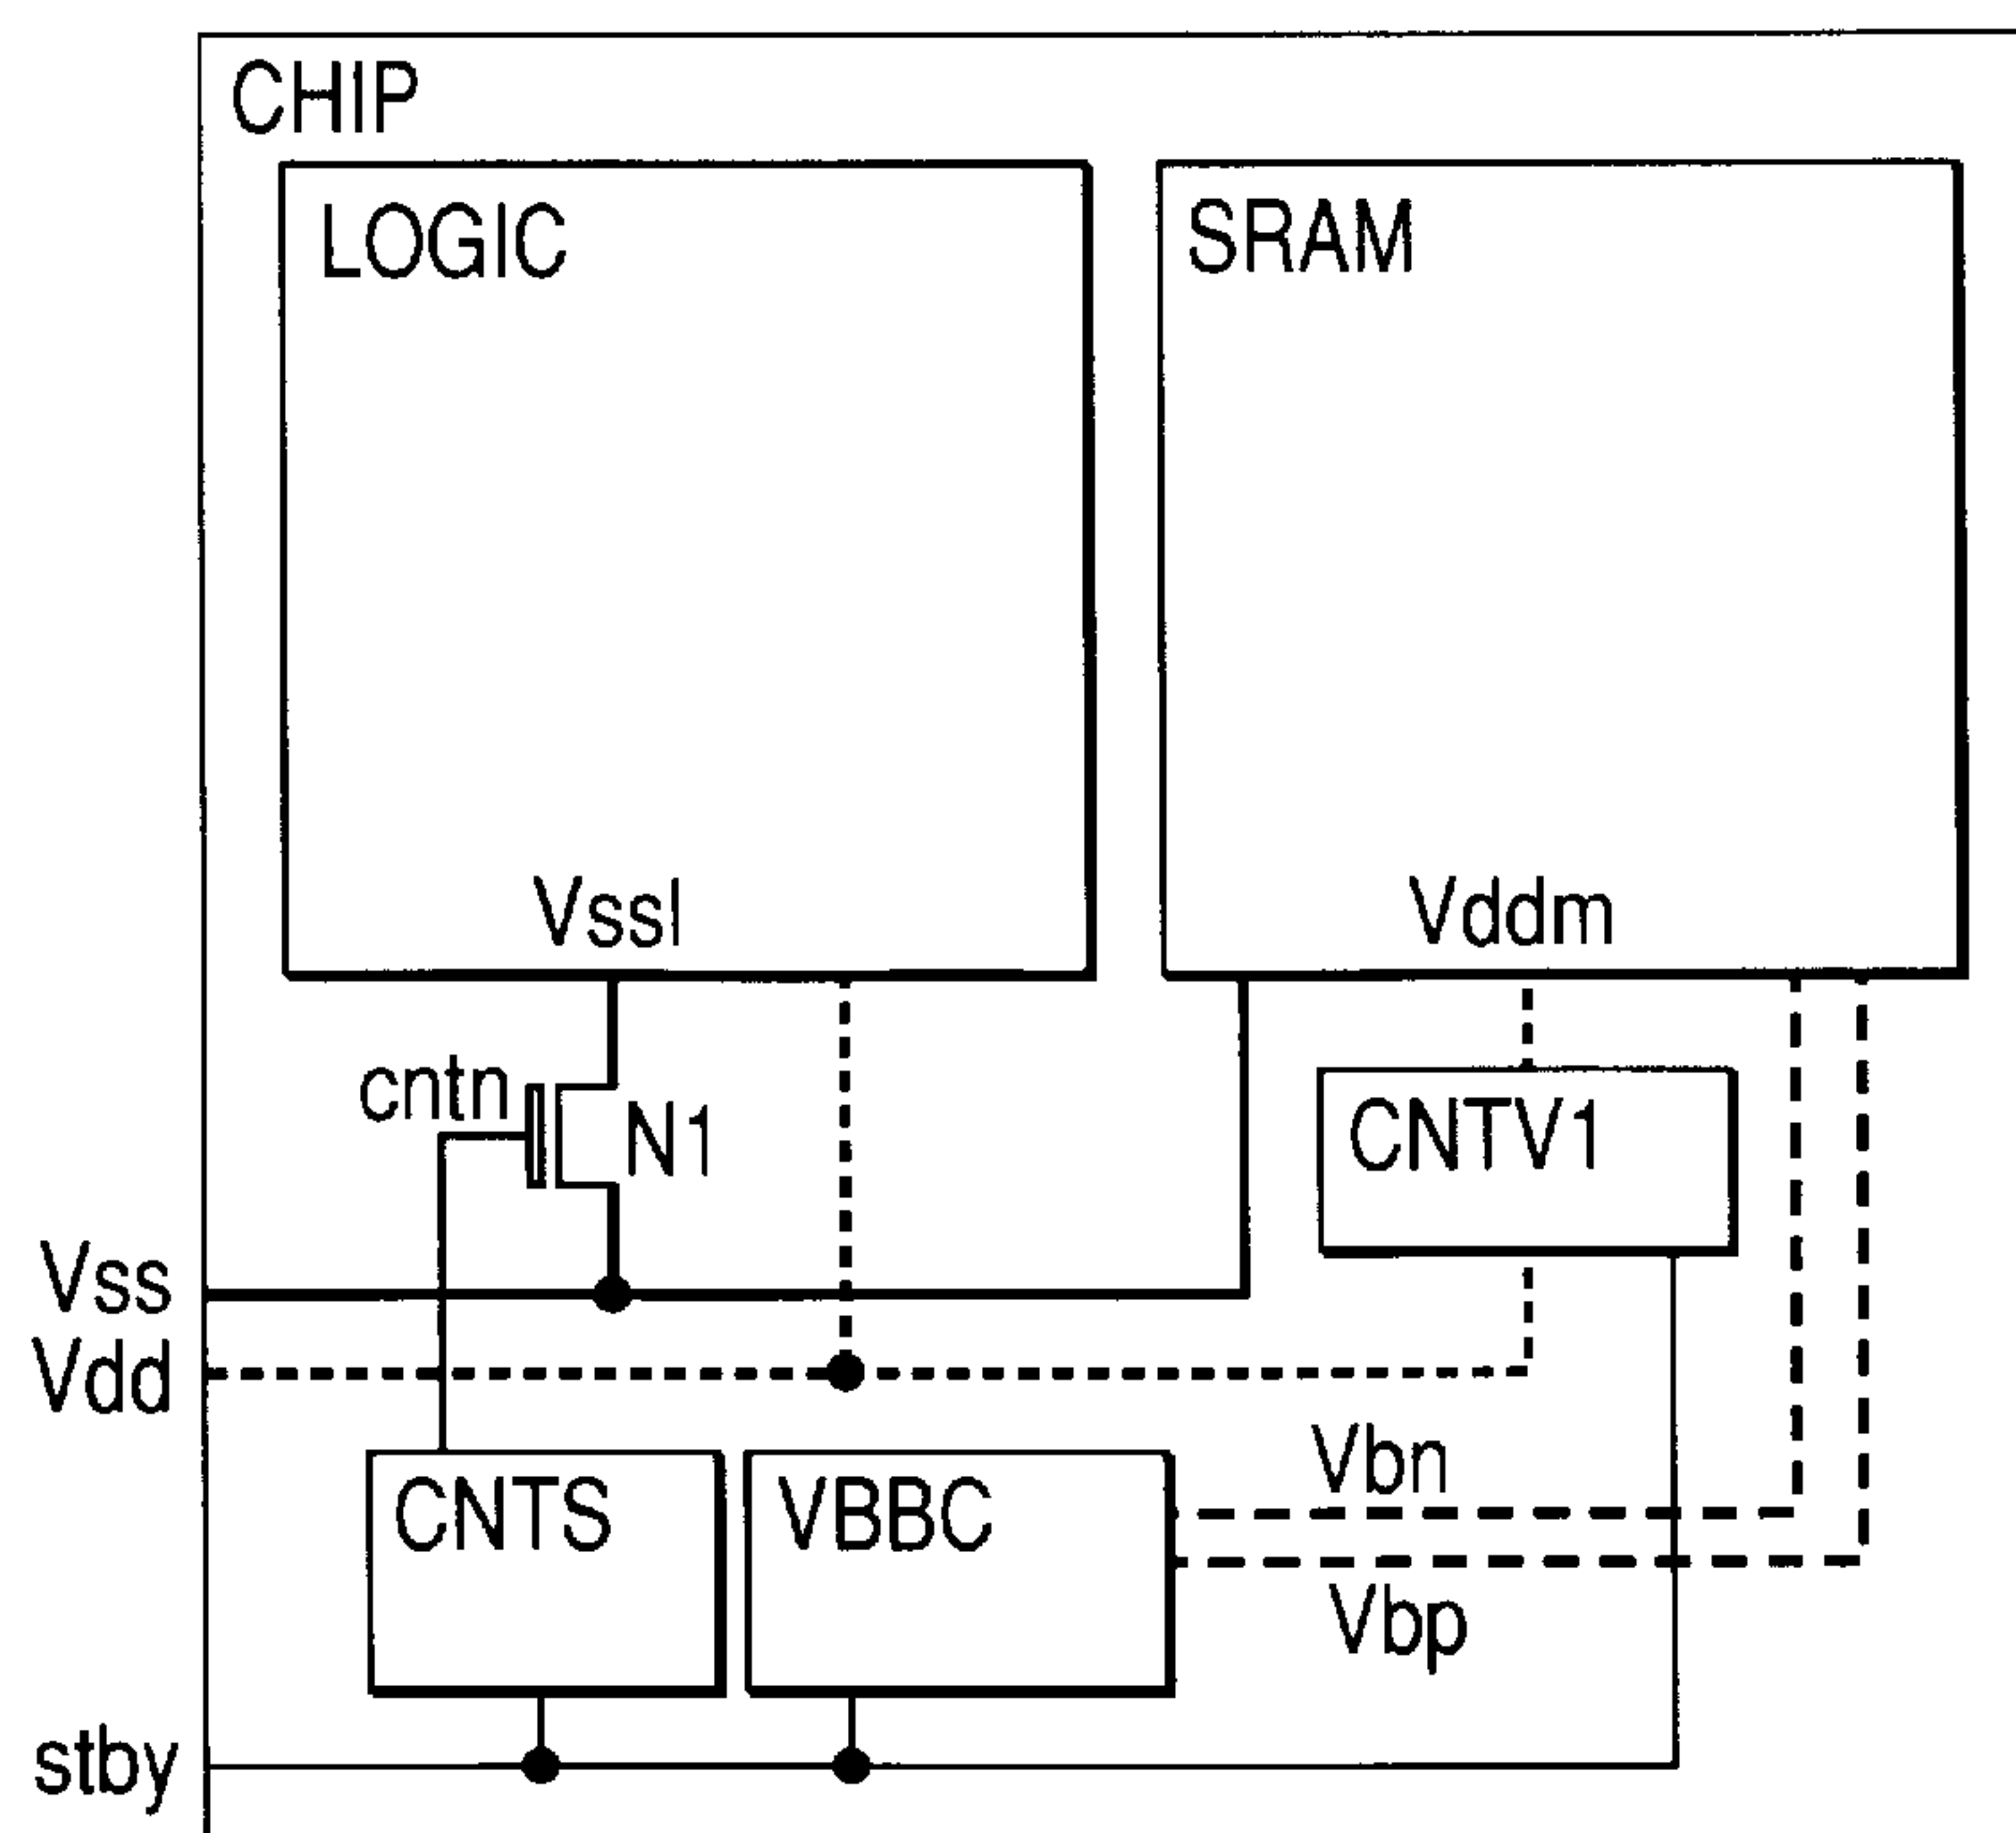 CHIP
LOGIC
SRAM
Vssl
Vddm
cntn
N1
CNTV1
Vss
Vdd
CNTS
VBBC
Vbn
Vbp
stby